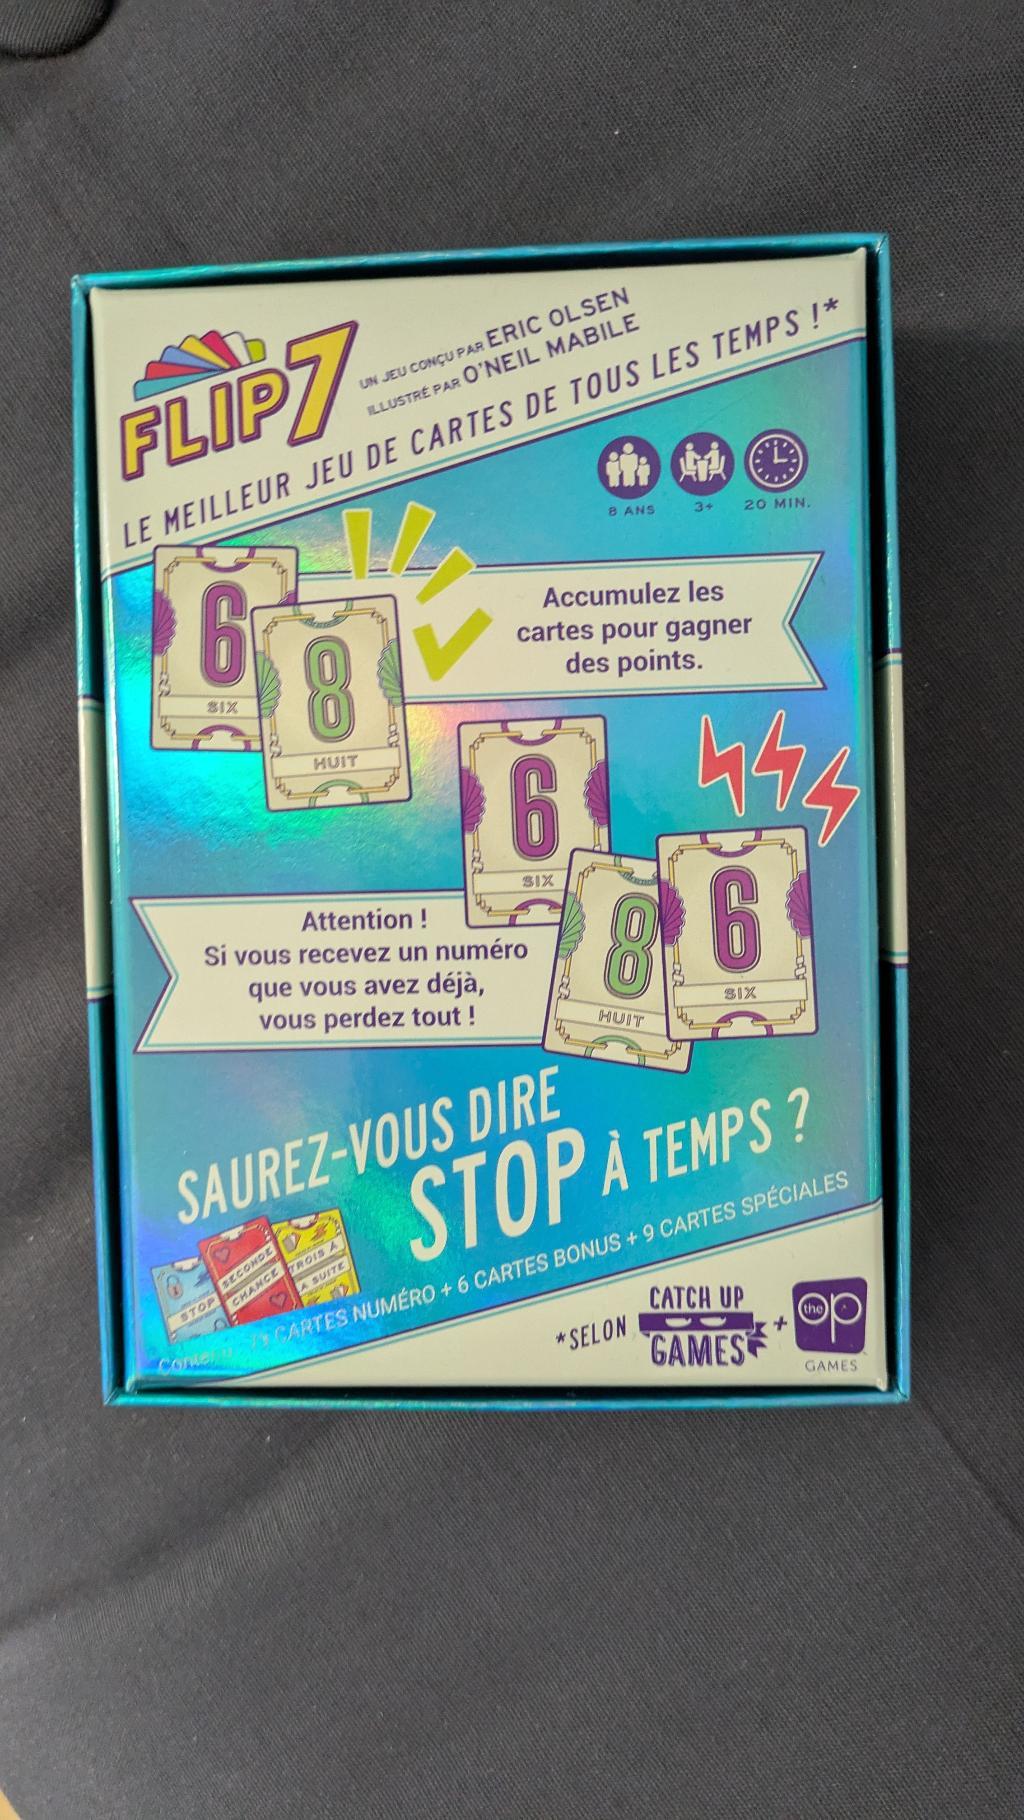 FLIP 7
UN JEU CONÇU PAR ERIC OLSEN
ILLUSTRÉ PAR O'NEIL MABILE
LE MEILLEUR JEU DE CARTES DE TOUS LES TEMPS !*
8 ANS
3+
20 MIN.
6
SIX
8
HUIT
Accumulez les
cartes pour gagner
des points.
6
SIX
8
HUIT
6
SIX
Attention !
Si vous recevez un numéro
que vous avez déjà,
vous perdez tout !
SAUREZ-VOUS DIRE
STOP À TEMPS ?
STOP
SECONDE
CHANCE
TROIS À
LA SUITE
CARTES NUMÉRO + 6 CARTES BONUS + 9 CARTES SPÉCIALES
*SELON
CATCH UP
GAMES
+
the op
GAMES